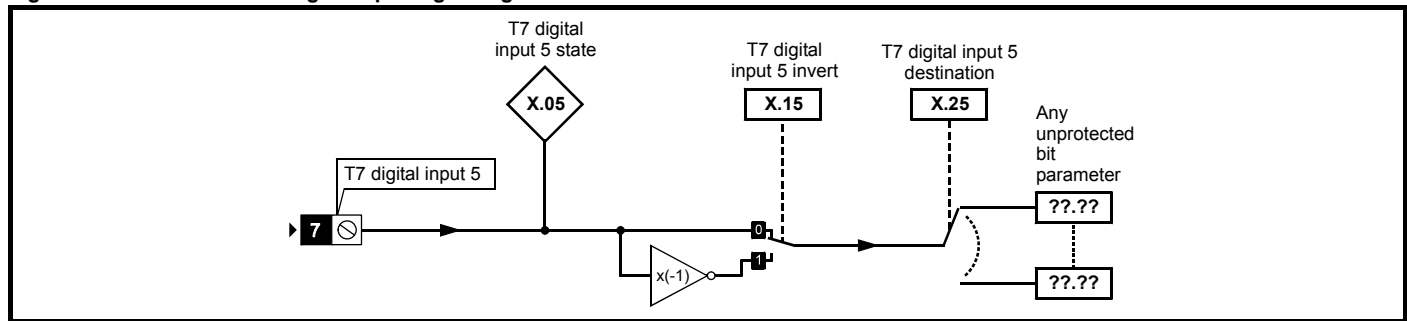 T7 digital
input 5 state
X.05
T7 digital
input 5 invert
X.15
T7 digital input 5
destination
X.25
Any
unprotected
bit
parameter
??.??
??.??
T7 digital input 5
7
0
1
x(-1)